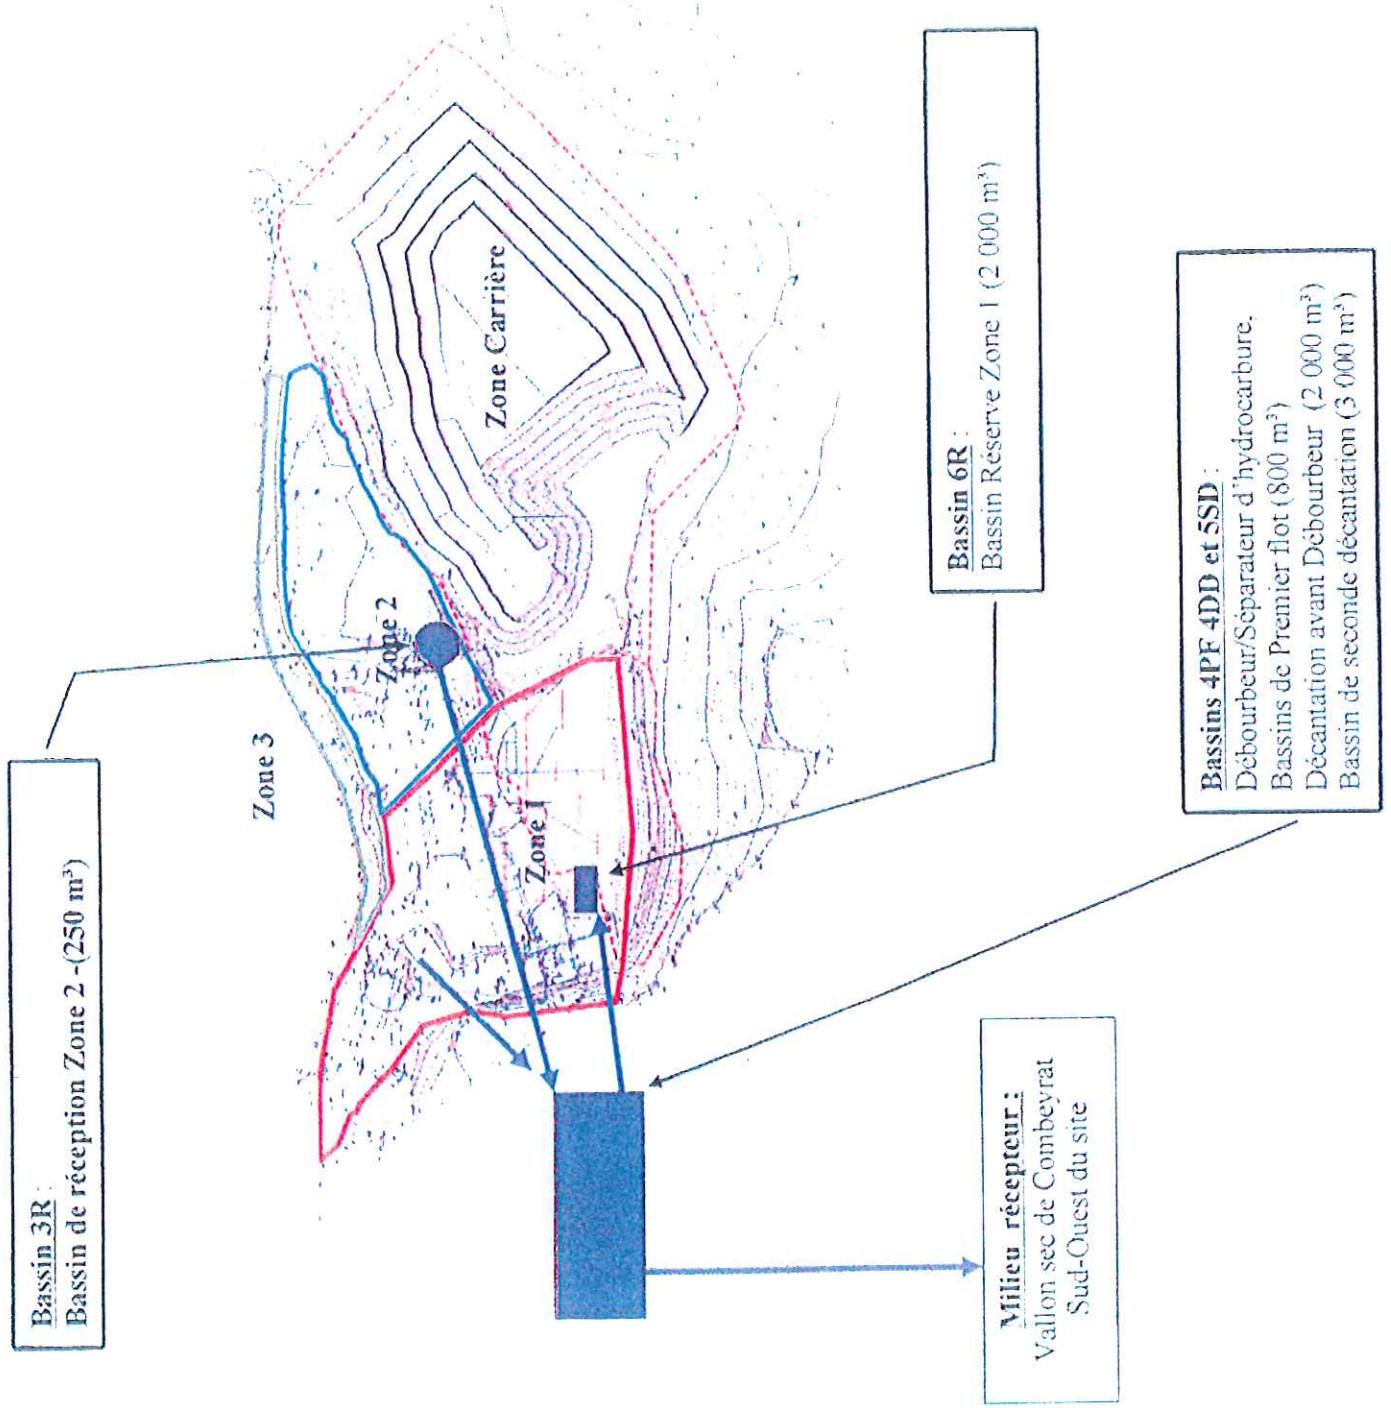 Bassin 3R :
Bassin de réception Zone 2 -(250 m³)
Zone 3
Zone 2
Zone Carrière
Zone 1
Bassin 6R :
Bassin Réserve Zone 1 (2 000 m³)
Milieu récepteur :
Vallon sec de Combeyrat
Sud-Ouest du site
Bassins 4PF 4DD et 5SD :
Débourbeur/Séparateur d'hydrocarbure.
Bassins de Premier flot (800 m³)
Décantation avant Débourbeur (2 000 m³)
Bassin de seconde décantation (3 000 m³)